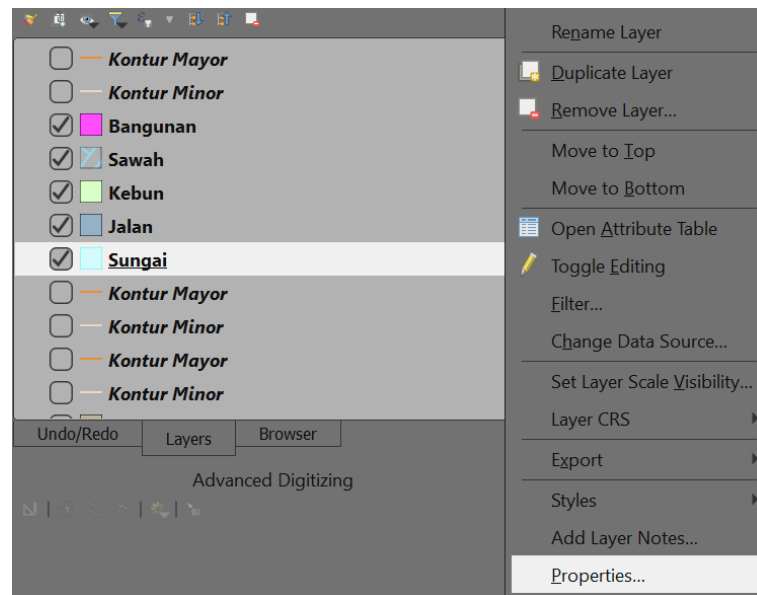 Kontur Mayor
Kontur Minor
Bangunan
Sawah
Kebun
Jalan
Sungai
Kontur Mayor
Kontur Minor
Kontur Mayor
Kontur Minor
Undo/Redo
Layers
Browser
Advanced Digitizing
Rename Layer
Duplicate Layer
Remove Layer...
Move to Top
Move to Bottom
Open Attribute Table
Toggle Editing
Filter...
Change Data Source...
Set Layer Scale Visibility...
Layer CRS
Export
Styles
Add Layer Notes...
Properties...